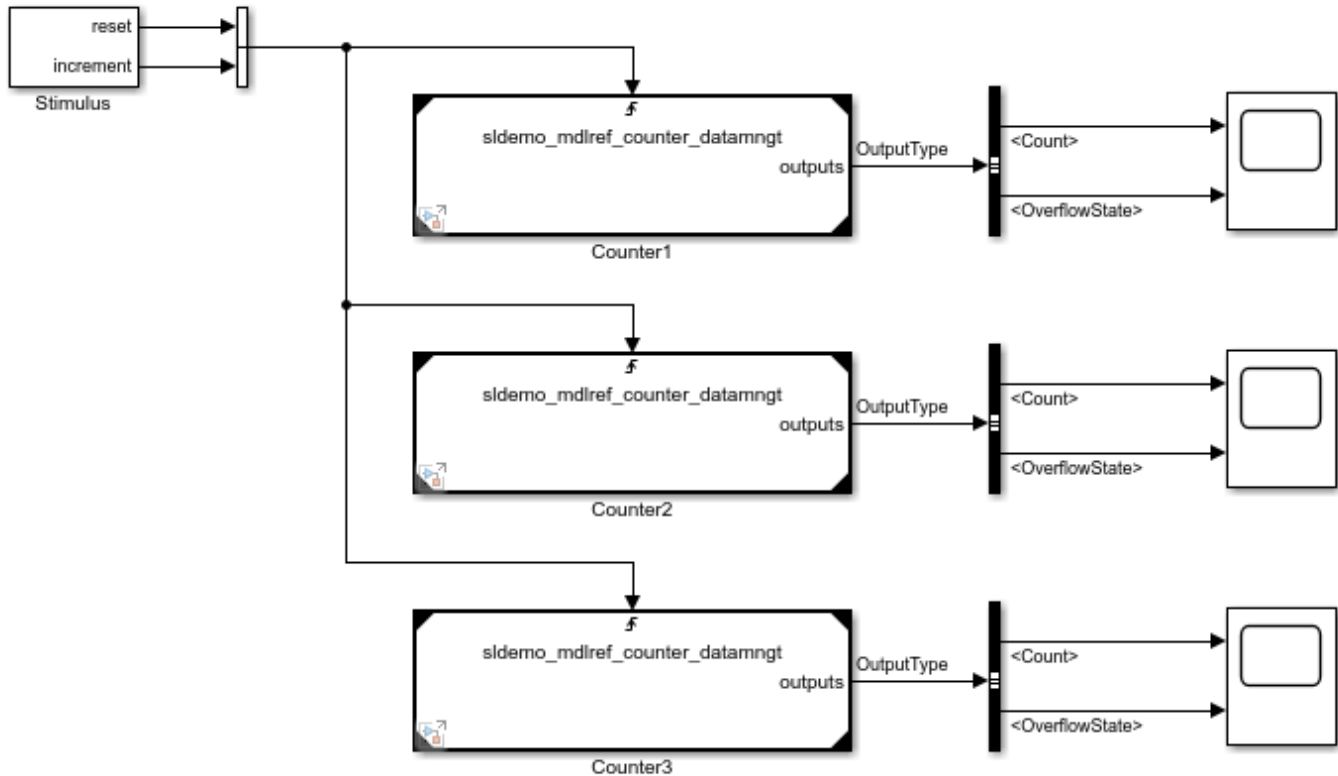 reset
increment
Stimulus
sldemo_mdlref_counter_datamngt
outputs
Counter1
OutputType
<Count>
<OverflowState>
sldemo_mdlref_counter_datamngt
outputs
Counter2
OutputType
<Count>
<OverflowState>
sldemo_mdlref_counter_datamngt
outputs
Counter3
OutputType
<Count>
<OverflowState>